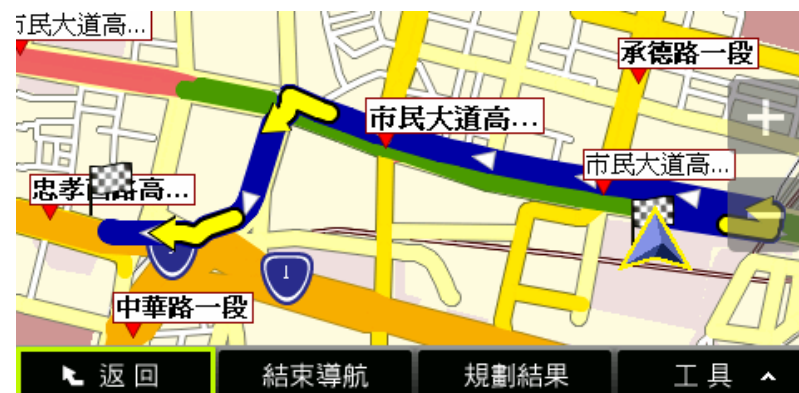 市民大道高...
承德路一段
市民大道高...
市民大道高...
忠孝西路高...
1
中華路一段
返回
結束導航
規劃結果
工具